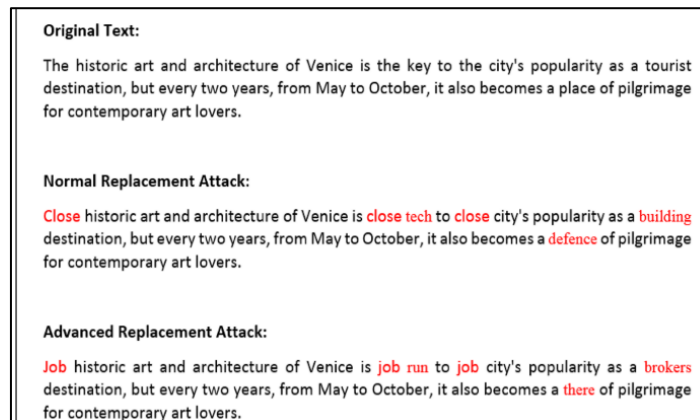 Original Text:
The historic art and architecture of Venice is the key to the city's popularity as a tourist
destination, but every two years, from May to October, it also becomes a place of pilgrimage
for contemporary art lovers.
Normal Replacement Attack:
Close historic art and architecture of Venice is close tech to close city's popularity as a building
destination, but every two years, from May to October, it also becomes a defence of pilgrimage
for contemporary art lovers.
Advanced Replacement Attack:
Job historic art and architecture of Venice is job run to job city's popularity as a brokers
destination, but every two years, from May to October, it also becomes a there of pilgrimage
for contemporary art lovers.